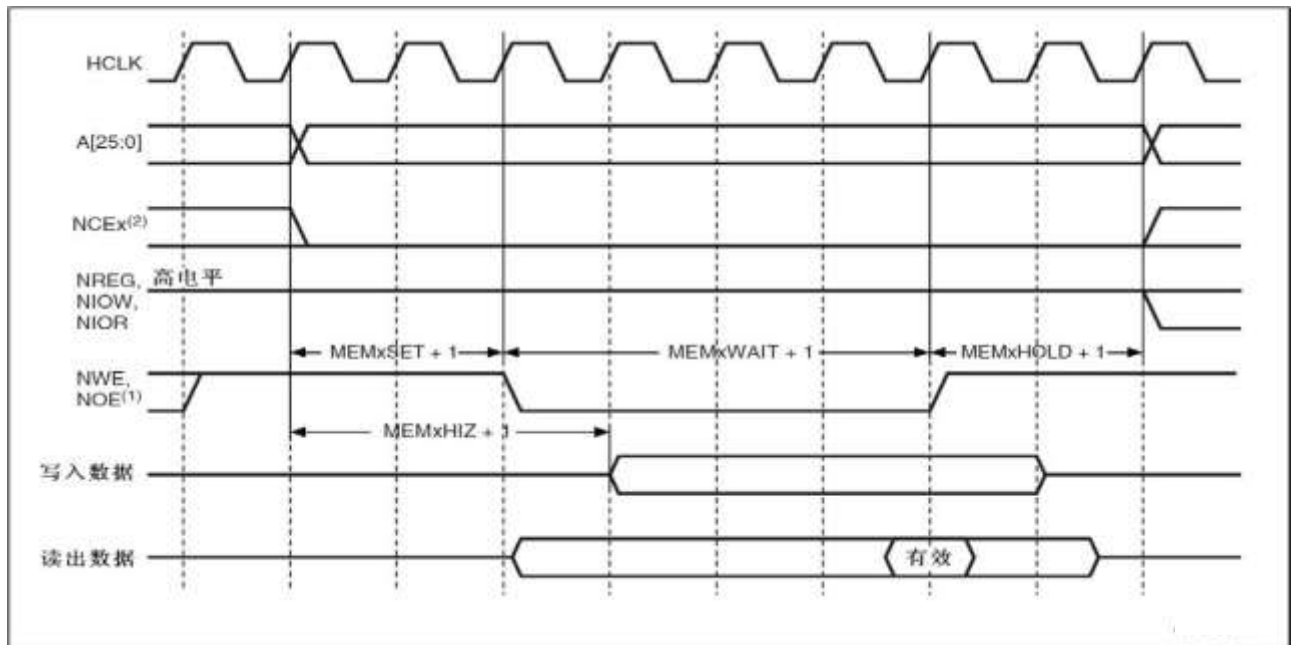 HCLK
A[25:0]
NCEx(2)
NREG, 高电平
NIOW,
NIOR
MEMxSET + 1
MEMxWAIT + 1
MEMxHOLD + 1
NWE,
NOE(1)
MEMxHIZ + 1
写入数据
读出数据
有效